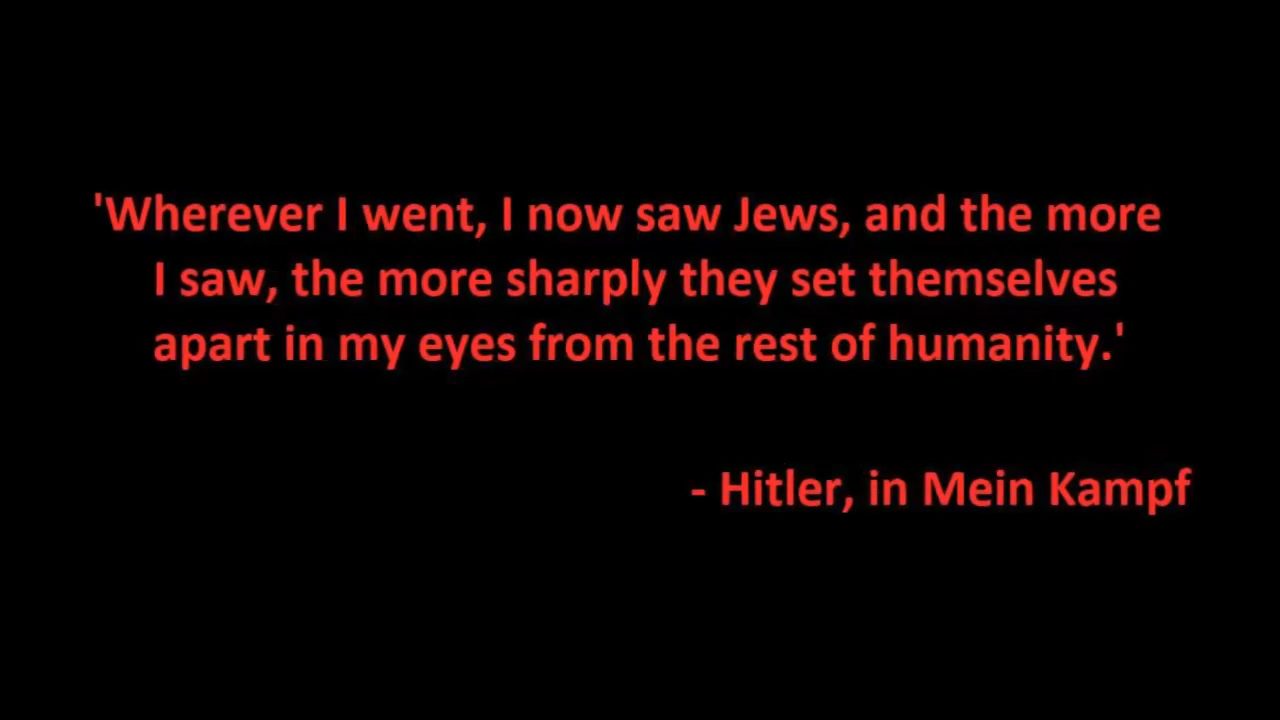 'Wherever I went, I now saw Jews, and the more
I saw, the more sharply they set themselves
apart in my eyes from the rest of humanity.'
- Hitler, in Mein Kampf